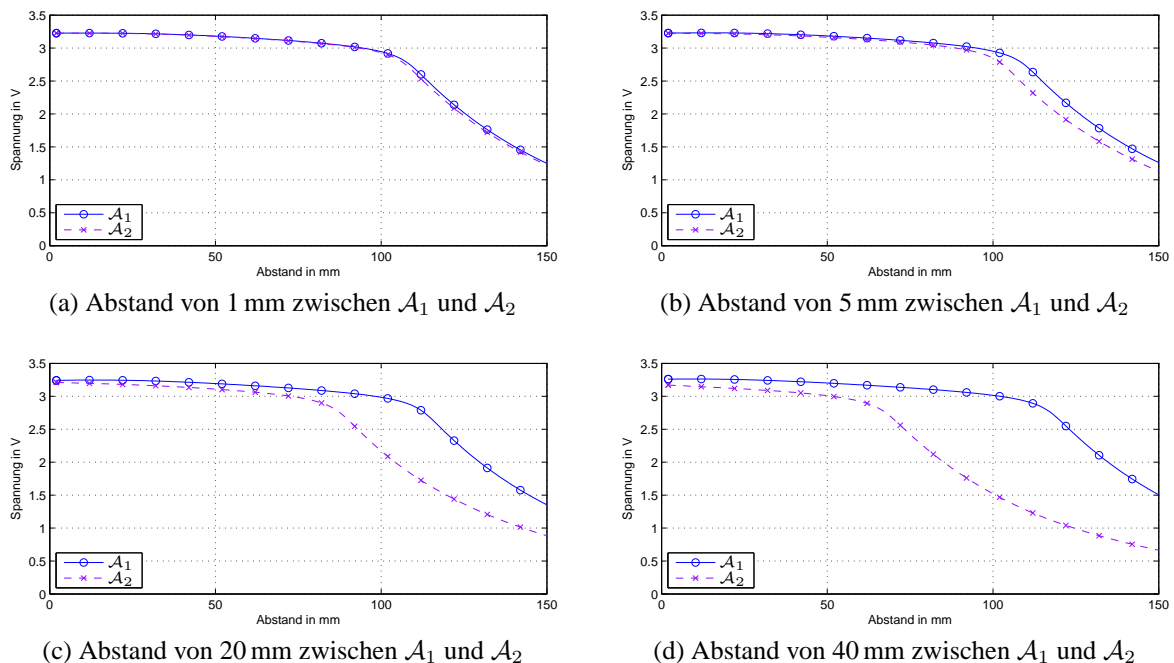 3.5
3
2.5
2
1.5
1
0.5
0
Spannung in V
A1
A2
0 50 100 150
Abstand in mm
(a) Abstand von 1 mm zwischen A1 und A2
3.5
3
2.5
2
1.5
1
0.5
0
Spannung in V
A1
A2
0 50 100 150
Abstand in mm
(b) Abstand von 5 mm zwischen A1 und A2
3.5
3
2.5
2
1.5
1
0.5
0
Spannung in V
A1
A2
0 50 100 150
Abstand in mm
(c) Abstand von 20 mm zwischen A1 und A2
3.5
3
2.5
2
1.5
1
0.5
0
Spannung in V
A1
A2
0 50 100 150
Abstand in mm
(d) Abstand von 40 mm zwischen A1 und A2